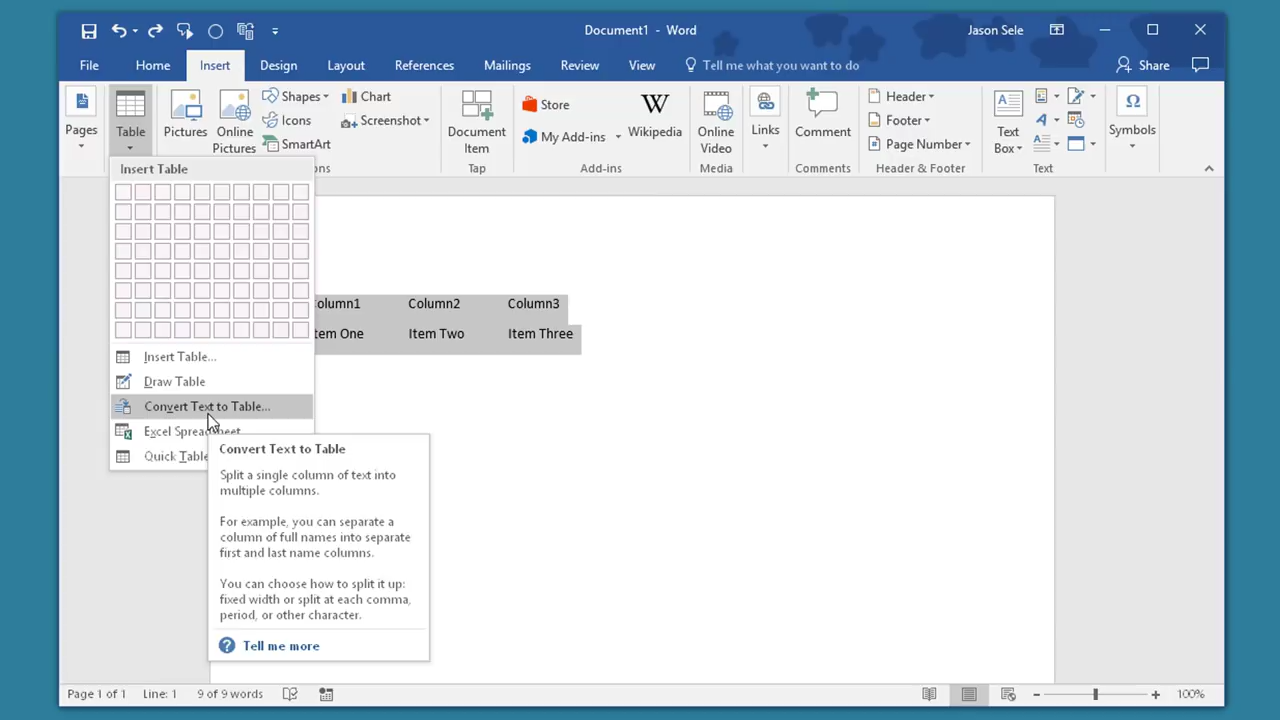 Document1 - Word
Jason Sele
File
Home
Insert
Design
Layout
References
Mailings
Review
View
Tell me what you want to do
Share
Pages
Table
Pictures
Online
Pictures
Shapes
Icons
SmartArt
Chart
Screenshot
Document
Item
Tap
Store
My Add-ins
W
Wikipedia
Add-ins
Online
Video
Media
Links
Comment
Comments
Header
Footer
Page Number
Header & Footer
Text
Box
Text
Symbols
Insert Table
Insert Table...
Draw Table
Convert Text to Table...
Excel Spreadsheet
Quick Table
Convert Text to Table
Split a single column of text into
multiple columns.
For example, you can separate a
column of full names into separate
first and last name columns.
You can choose how to split it up:
fixed width or split at each comma,
period, or other character.
Tell me more
olumn1 Column2 Column3
tem One Item Two Item Three
Page 1 of 1
Line: 1
9 of 9 words
100%